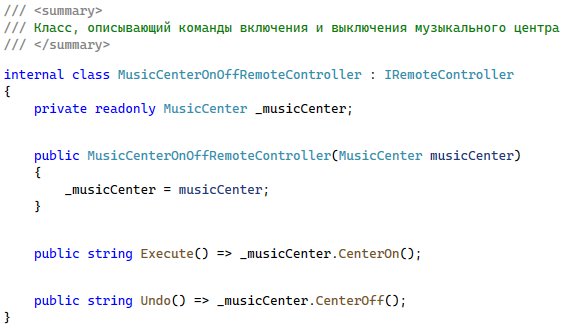 /// <summary>
/// Класс, описывающий команды включения и выключения музыкального центра
/// </summary>
internal class MusicCenterOnOffRemoteController : IRemoteController
{
    private readonly MusicCenter _musicCenter;
    public MusicCenterOnOffRemoteController(MusicCenter musicCenter)
    {
        _musicCenter = musicCenter;
    }
    public string Execute() => _musicCenter.CenterOn();
    public string Undo() => _musicCenter.CenterOff();
}